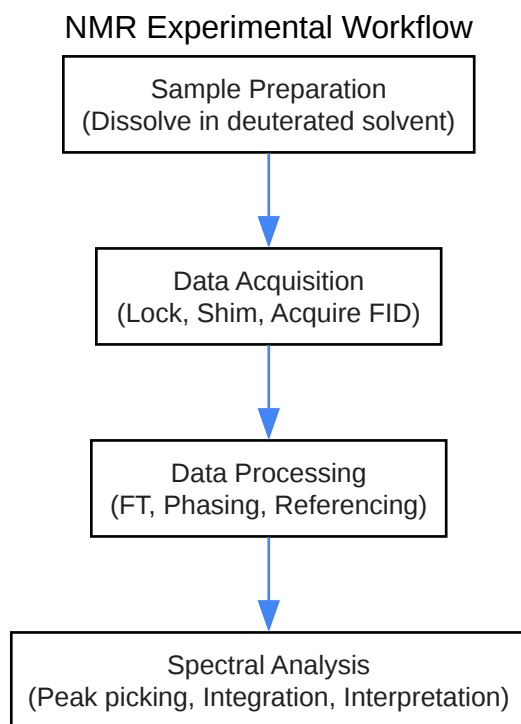 NMR Experimental Workflow
Sample Preparation
(Dissolve in deuterated solvent)
Data Acquisition
(Lock, Shim, Acquire FID)
Data Processing
(FT, Phasing, Referencing)
Spectral Analysis
(Peak picking, Integration, Interpretation)